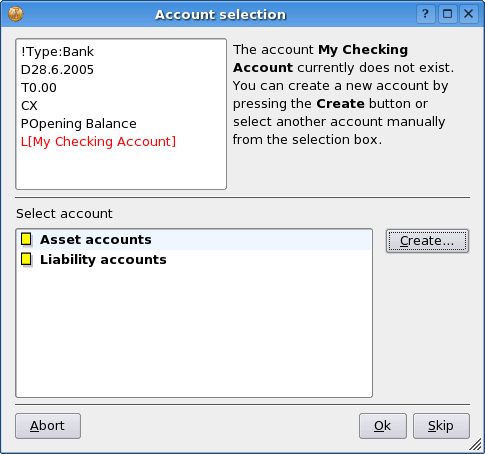 Account selection
?
!Type:Bank
D28.6.2005
T0.00
CX
POpening Balance
L[My Checking Account]
The account My Checking
Account currently does not exist.
You can create a new account by
pressing the Create button or
select another account manually
from the selection box.
Select account
Asset accounts
Liability accounts
Create...
Abort
Ok
Skip